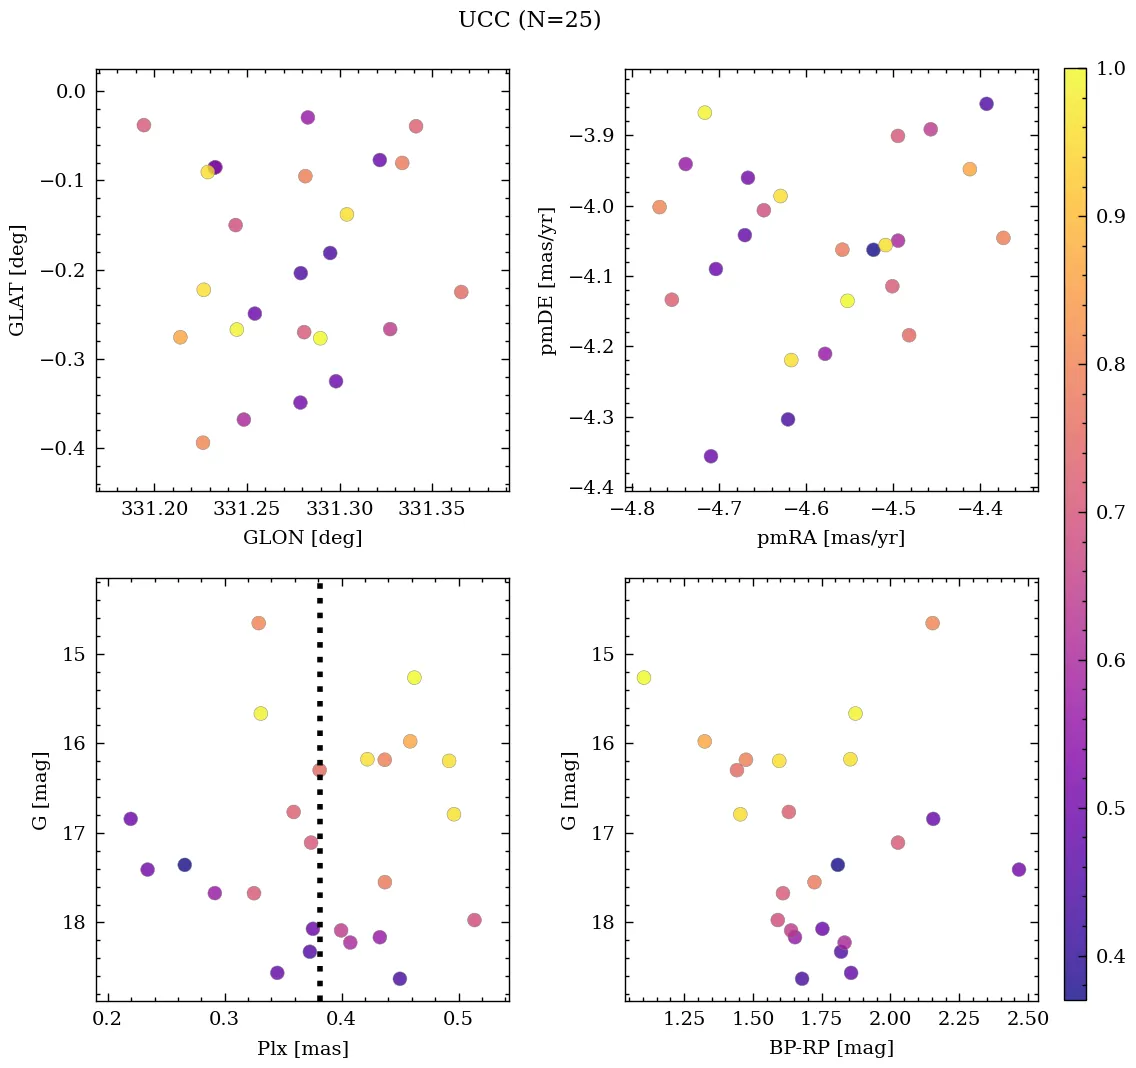 UCC (N=25)
0.0
−0.1
−0.2
−0.3
−0.4
GLAT [deg]
331.20 331.25 331.30 331.35
GLON [deg]
−3.9
−4.0
−4.1
−4.2
−4.3
−4.4
pmDE [mas/yr]
−4.8 −4.7 −4.6 −4.5 −4.4
pmRA [mas/yr]
15
16
17
18
G [mag]
0.2 0.3 0.4 0.5
Plx [mas]
15
16
17
18
G [mag]
1.25 1.50 1.75 2.00 2.25 2.50
BP-RP [mag]
1.0
0.9
0.8
0.7
0.6
0.5
0.4